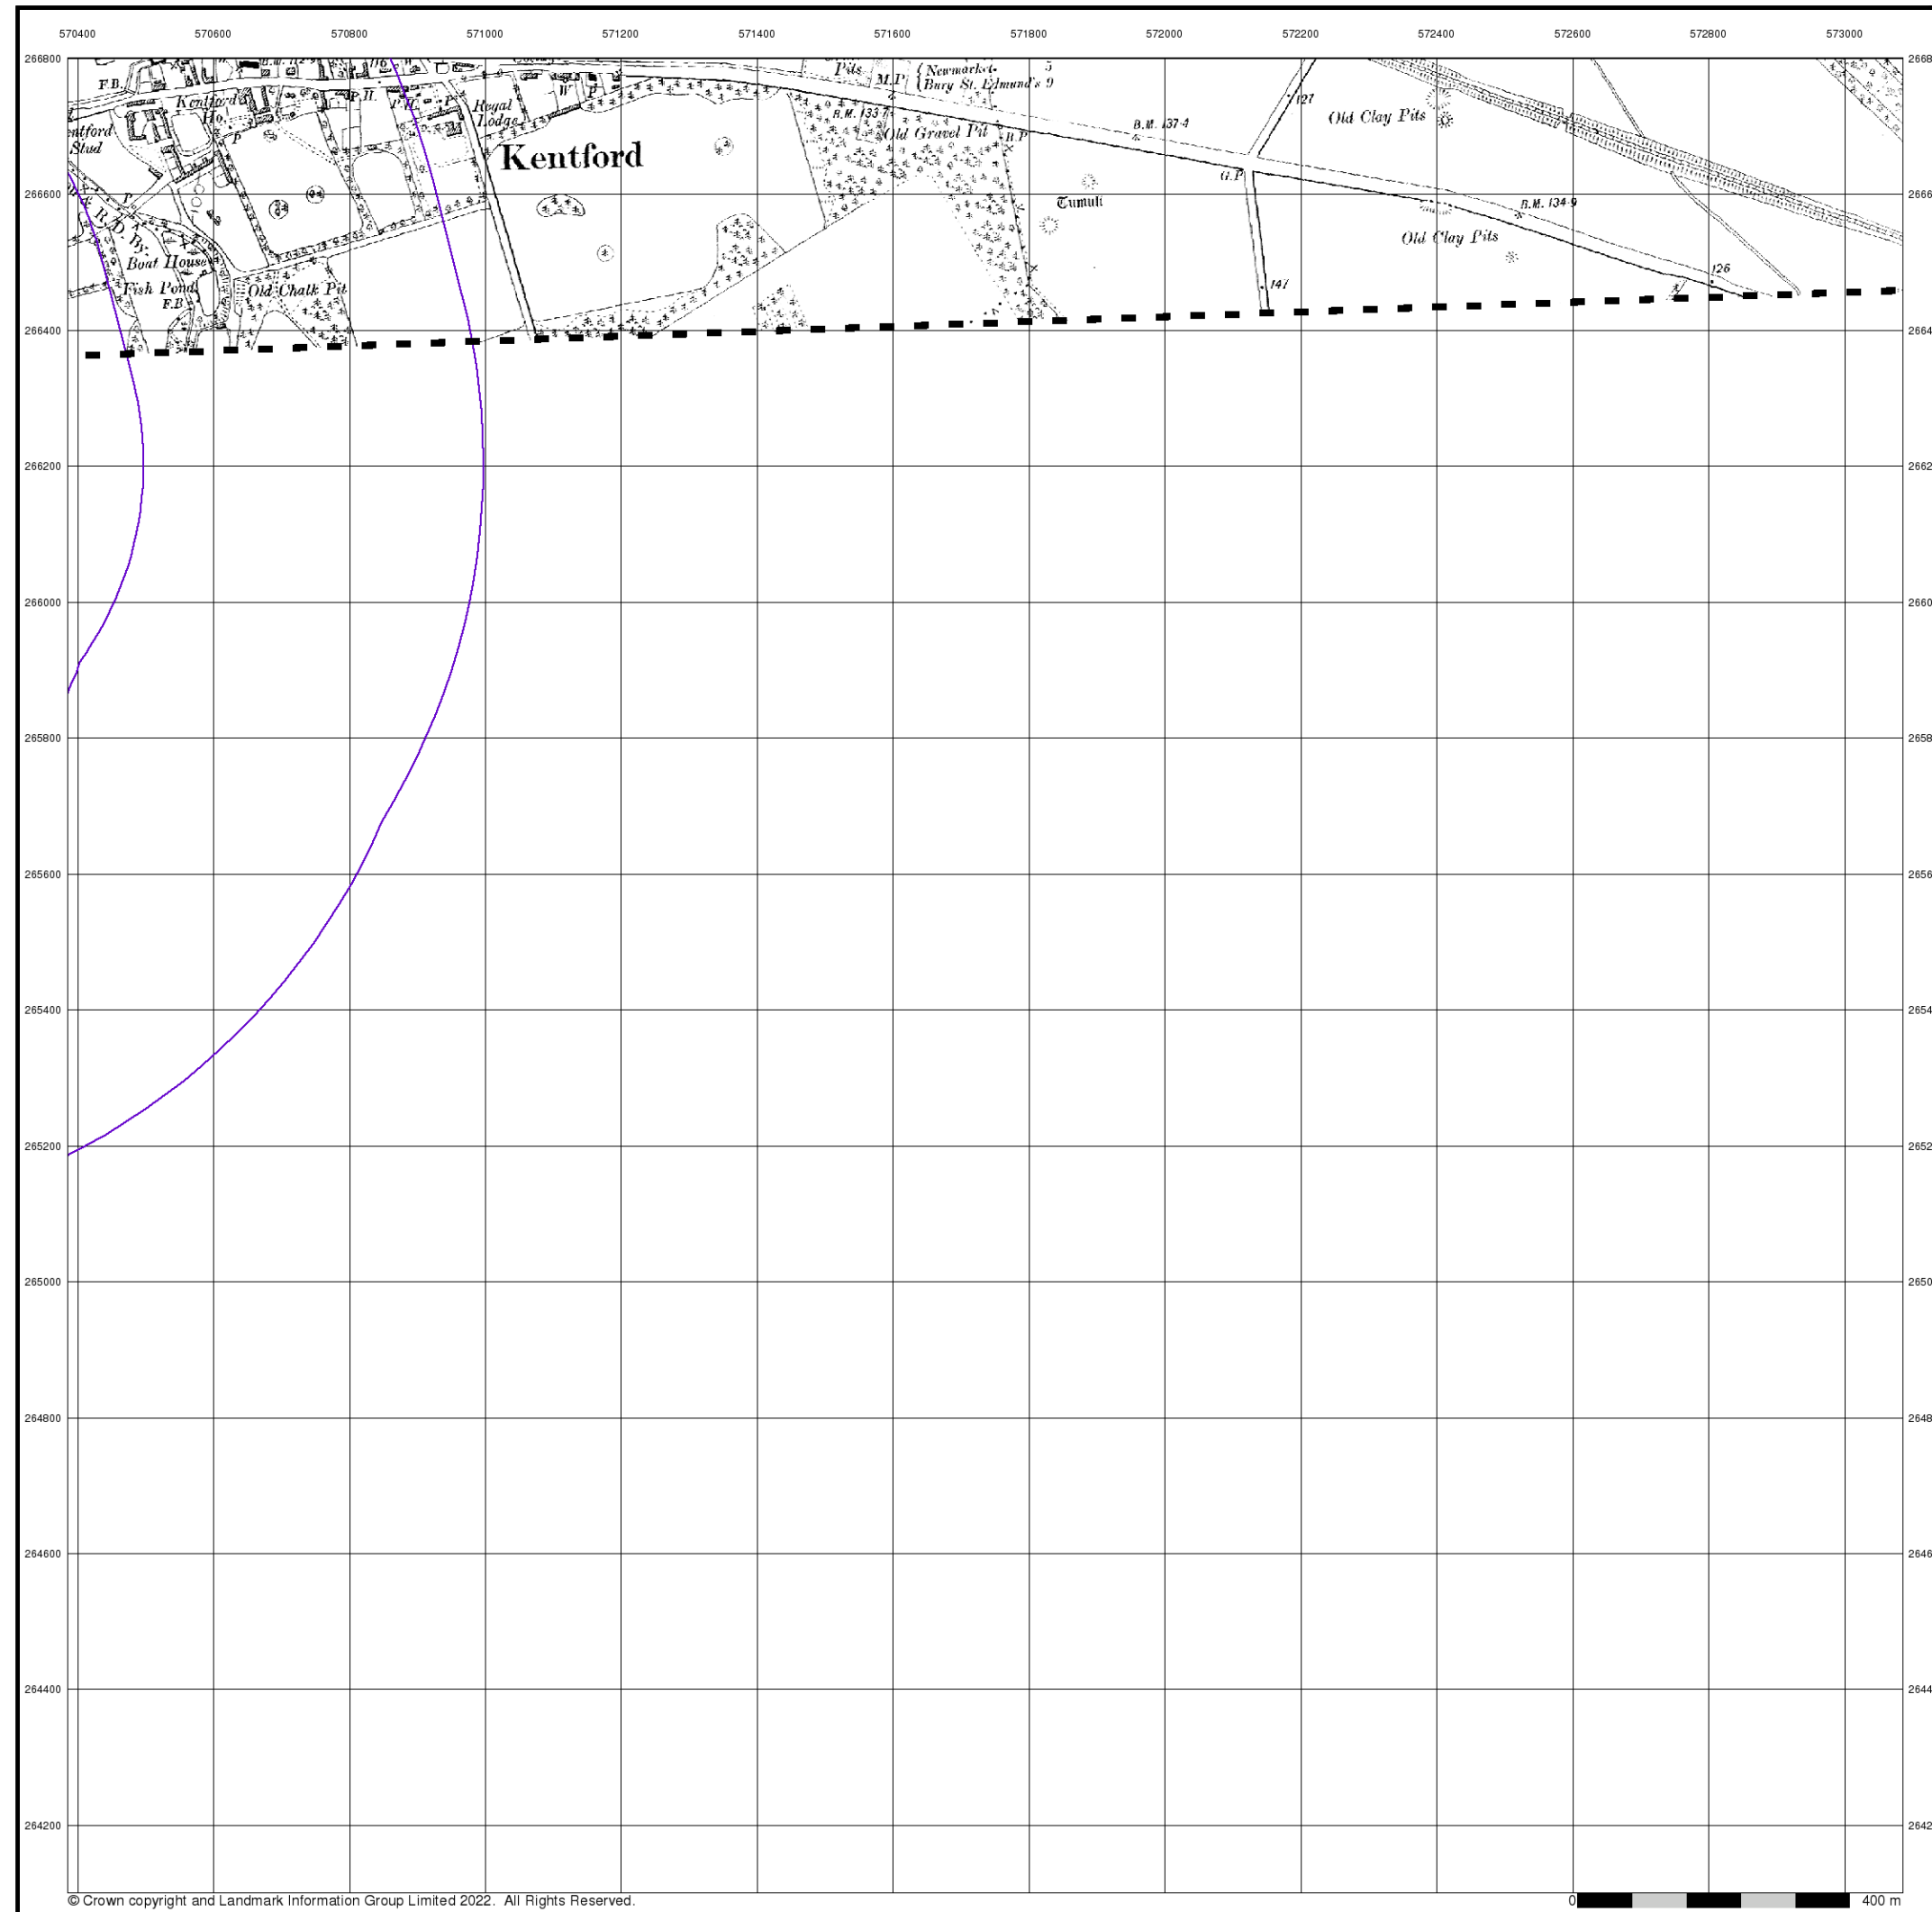 570400 570600 570800 571000 571200 571400 571600 571800 572000 572200 572400 572600 572800 573000
266800
F.B.
Kentford
Ho.
P.H.
P
Regal
Lodge
W
P
Pits
M.P.
Newmarket 5
Bury St. Edmund's 9
B.M. 133·7
Old Gravel Pit
B.P.
B.M. 137·4
127
Old Clay Pits
Stud
P
Kentford
266600
G.P.
Tumuli
B.M. 134·9
P
R.D. By.
Boat House
Fish Pond
F.B.
Old Chalk Pit
Old Clay Pits
147
126
266400
266200
266000
265800
265600
265400
265200
265000
264800
264600
264400
264200
© Crown copyright and Landmark Information Group Limited 2022. All Rights Reserved.
0 400 m